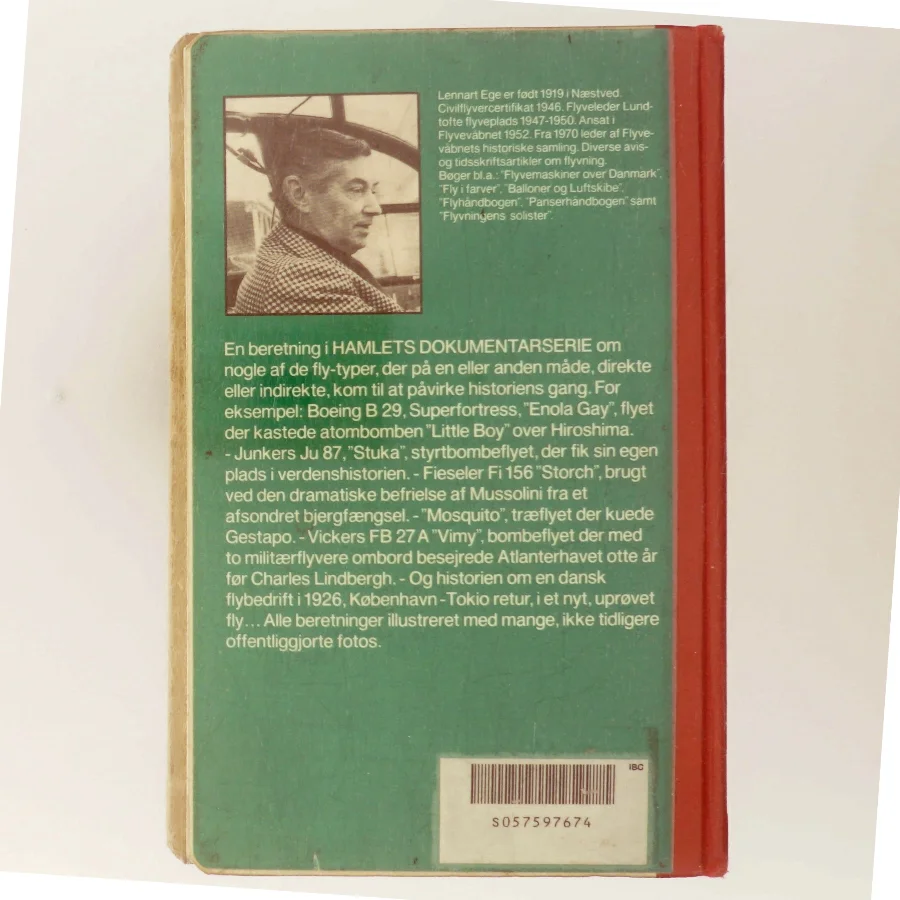 Lennart Ege er født 1919 i Næstved.
Civilflyvercertifikat 1946. Flyveleder Lund-
tofte flyveplads 1947-1950. Ansat i
Flyvevåbnet 1952. Fra 1970 leder af Flyve-
våbnets historiske samling. Diverse avis-
og tidsskriftsartikler om flyvning.
Bøger bl.a.: "Flyvemaskiner over Danmark",
"Fly i farver", "Balloner og Luftskibe",
"Flyhåndbogen", "Panserhåndbogen" samt
"Flyvningens solister".
En beretning i HAMLETS DOKUMENTARSERIE om
nogle af de fly-typer, der på en eller anden måde, direkte
eller indirekte, kom til at påvirke historiens gang. For
eksempel: Boeing B 29, Superfortress, "Enola Gay", flyet
der kastede atombomben "Little Boy" over Hiroshima.
- Junkers Ju 87, "Stuka", styrtbombeflyet, der fik sin egen
plads i verdenshistorien. - Fieseler Fi 156 "Storch", brugt
ved den dramatiske befrielse af Mussolini fra et
afsondret bjergfængsel. - "Mosquito", træflyet der kuede
Gestapo. - Vickers FB 27 A "Vimy", bombeflyet der med
to militærflyvere ombord besejrede Atlanterhavet otte år
før Charles Lindbergh. - Og historien om en dansk
flybedrift i 1926, København - Tokio retur, i et nyt, uprøvet
fly... Alle beretninger illustreret med mange, ikke tidligere
offentliggjorte fotos.
IBC
S057597674